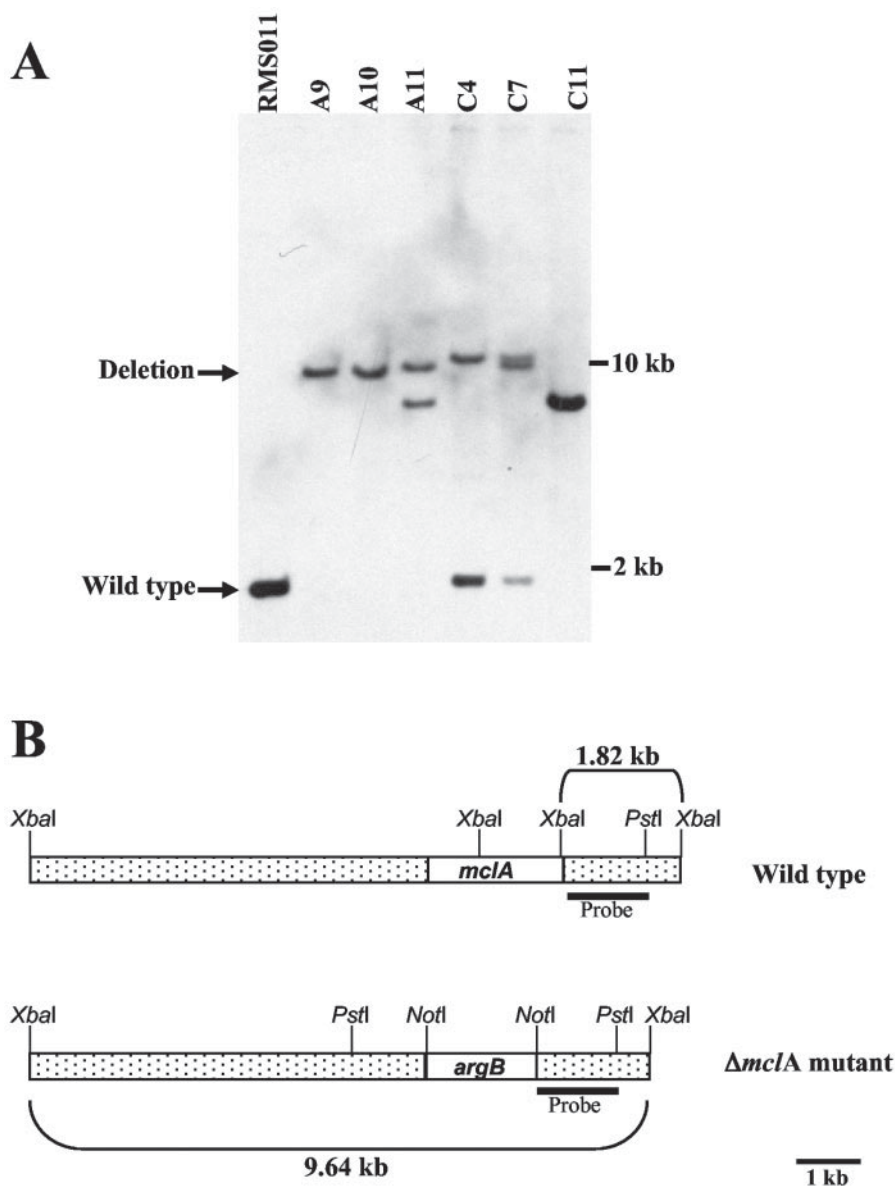 A
RMS011
A9
A10
A11
C4
C7
C11
Deletion
10 kb
2 kb
Wild type
B
1.82 kb
XbaI XbaI XbaI PstI XbaI
mclA
Wild type
Probe
XbaI PstI NotI NotI PstI XbaI
argB
ΔmclA mutant
Probe
9.64 kb
1 kb